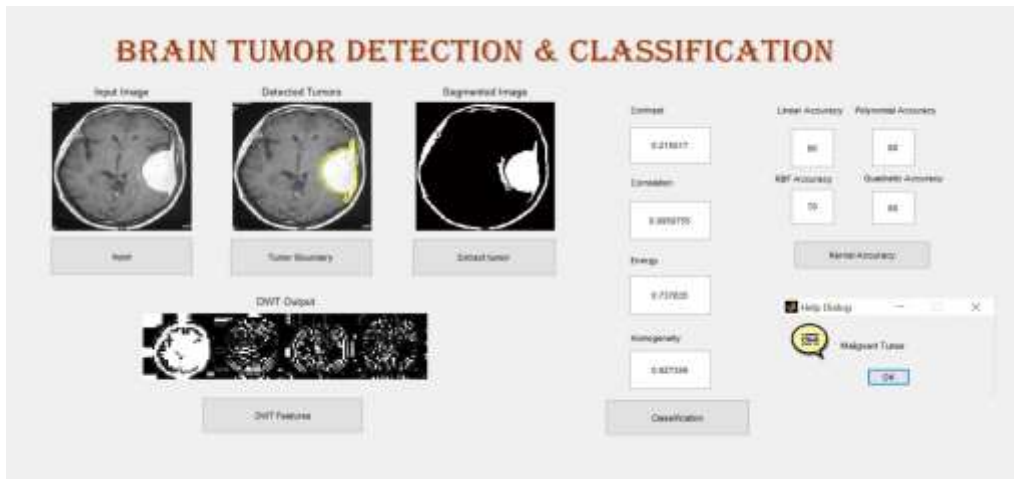 BRAIN TUMOR DETECTION & CLASSIFICATION
Input Image
Detected Tumors
Segmented Image
Input
Tumor Boundary
Extract tumor
DWT Output
DWT Features
Contrast
Correlation
Energy
Homogeneity
Classification
Linear Accuracy
Polynomial Accuracy
RBF Accuracy
Quadratic Accuracy
Kernel Accuracy
Help Dialog
Malignant Tumor
OK